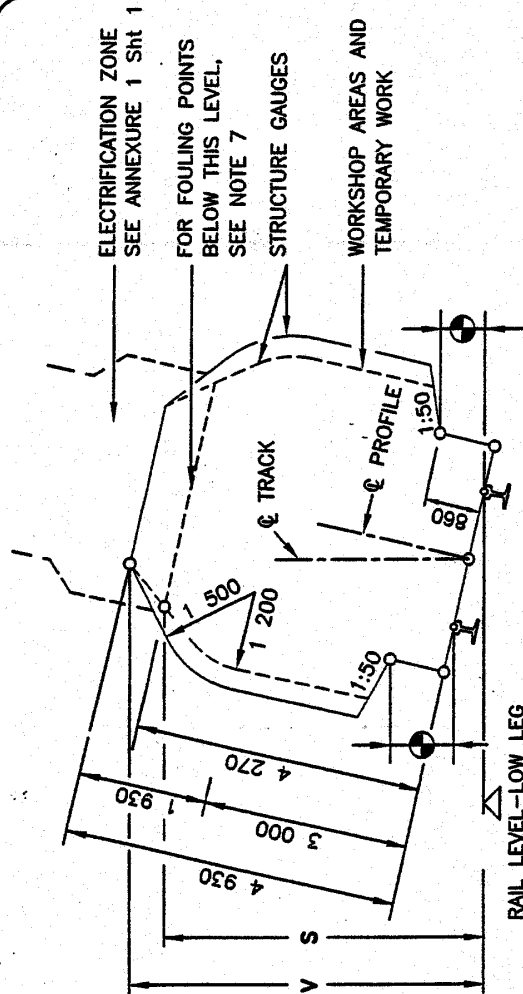 ELECTRIFICATION ZONE
SEE ANNEXURE 1 Sht 1
FOR FOULING POINTS
BELOW THIS LEVEL,
SEE NOTE 7
STRUCTURE GAUGES
WORKSHOP AREAS AND
TEMPORARY WORK
℄ TRACK
℄ PROFILE
1 500
1 200
1:50
1:50
860
4 270
1 930
3 000
4 930
S
V
RAIL LEVEL-LOW LEG